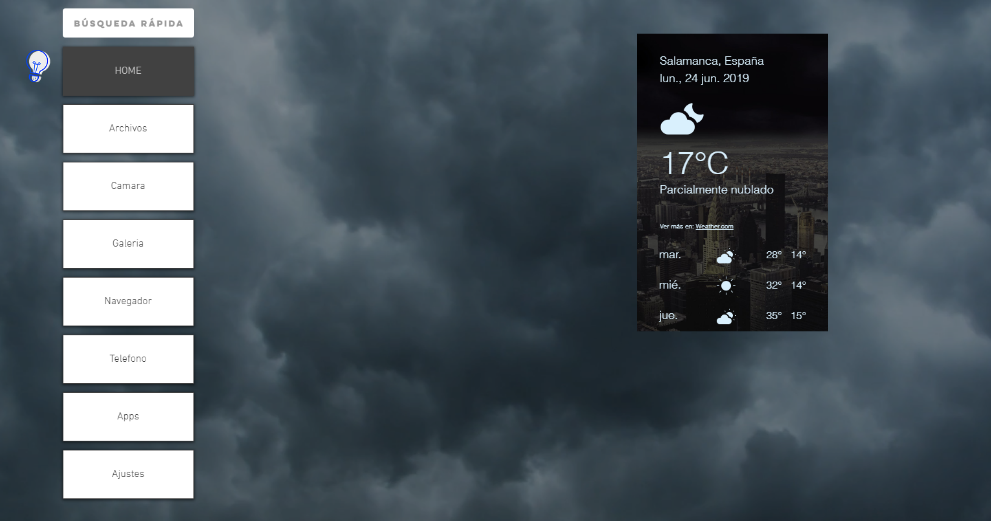 BÚSQUEDA RÁPIDA
HOME
Archivos
Camara
Galeria
Navegador
Telefono
Apps
Ajustes
Salamanca, España
lun., 24 jun. 2019
17°C
Parcialmente nublado
Ver más en: Weather.com
mar. 28° 14°
mié. 32° 14°
jue. 35° 15°